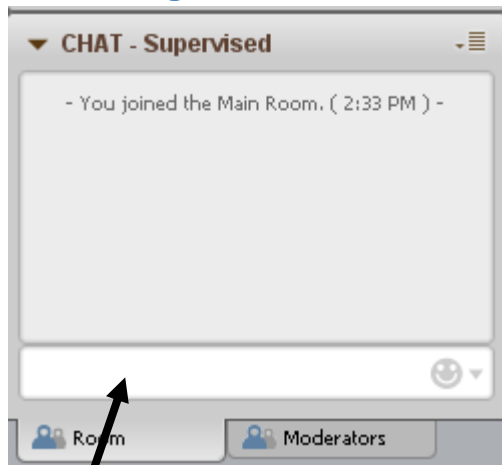 CHAT - Supervised
- You joined the Main Room. ( 2:33 PM ) -
Room
Moderators